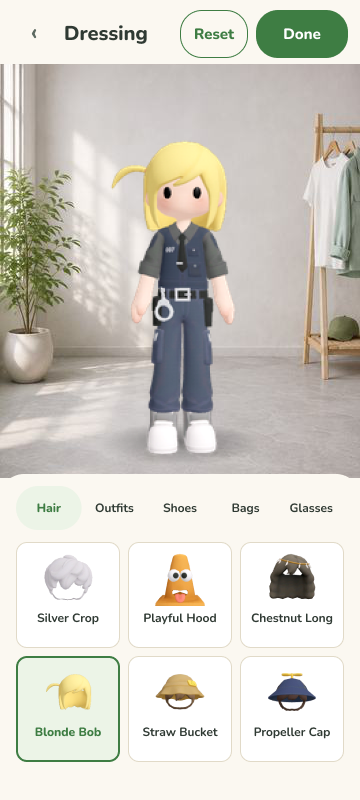 Dressing
Reset
Done
Hair
Outfits
Shoes
Bags
Glasses
Silver Crop
Playful Hood
Chestnut Long
Blonde Bob
Straw Bucket
Propeller Cap